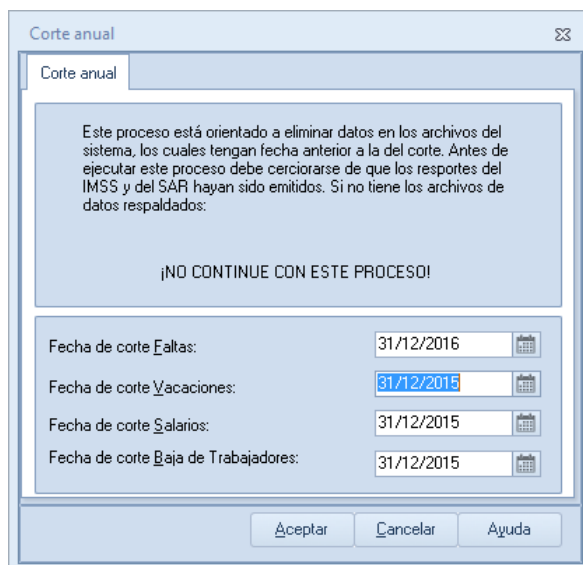 Corte anual
Corte anual
Este proceso está orientado a eliminar datos en los archivos del
sistema, los cuales tengan fecha anterior a la del corte. Antes de
ejecutar este proceso debe cerciorarse de que los resportes del
IMSS y del SAR hayan sido emitidos. Si no tiene los archivos de
datos respaldados:
¡NO CONTINUE CON ESTE PROCESO!
Fecha de corte Faltas: 31/12/2016
Fecha de corte Vacaciones: 31/12/2015
Fecha de corte Salarios: 31/12/2015
Fecha de corte Baja de Trabajadores: 31/12/2015
Aceptar Cancelar Ayuda